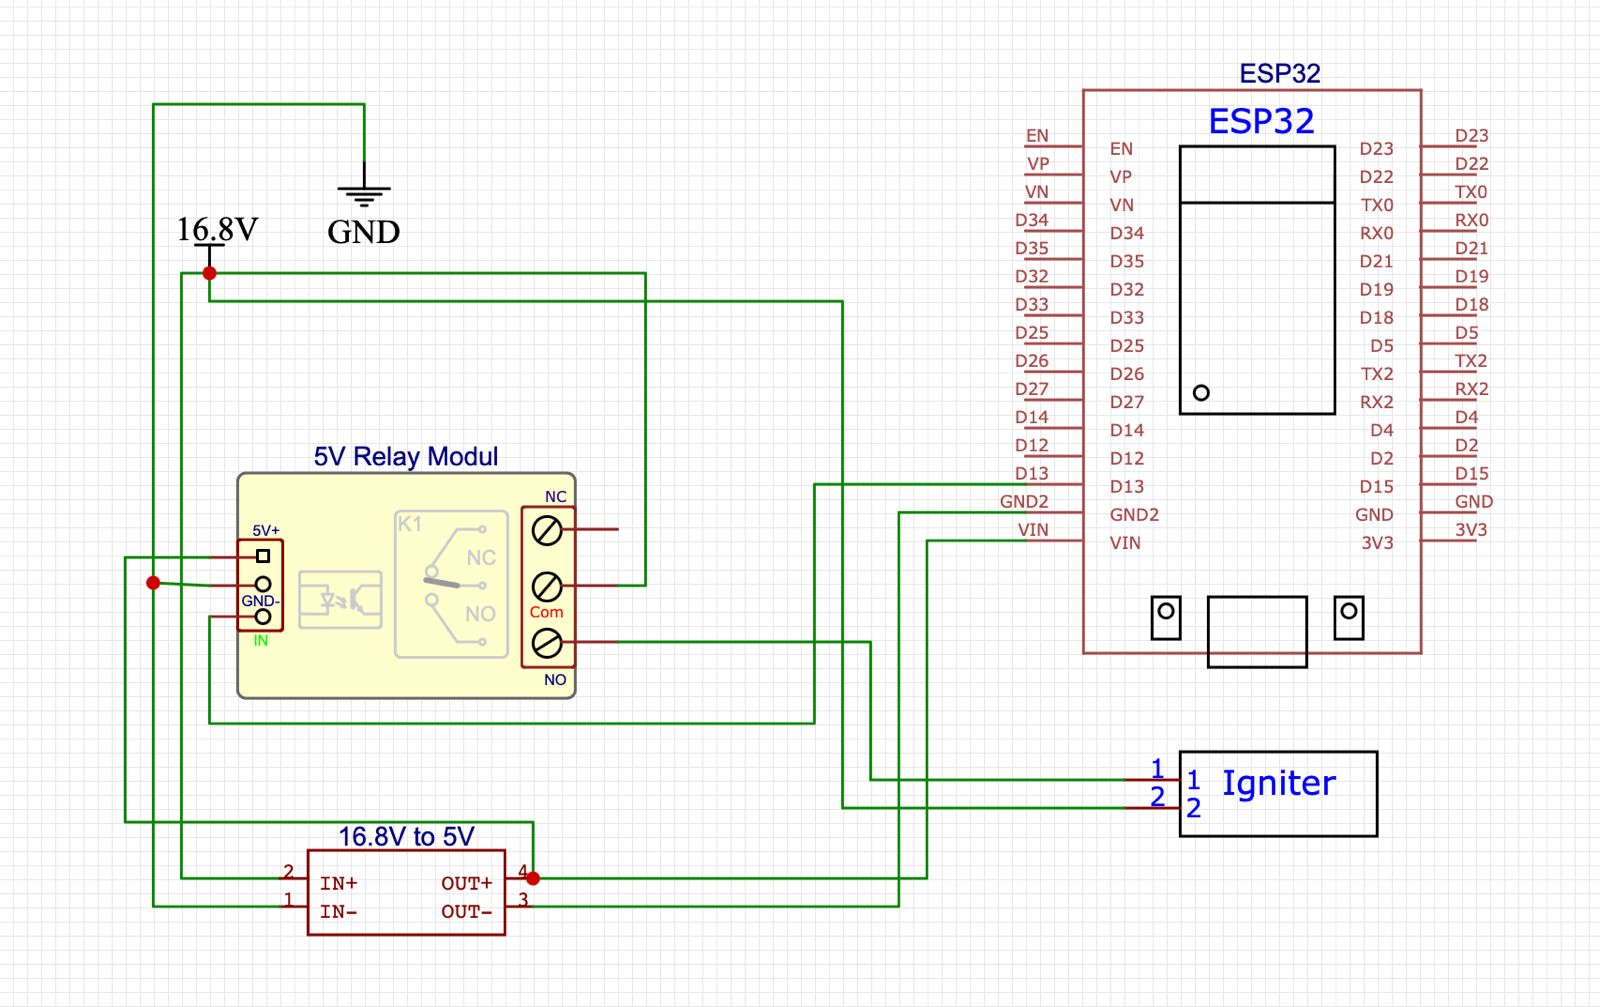 ESP32
ESP32
EN
VP
VN
D34
D35
D32
D33
D25
D26
D27
D14
D12
D13
GND2
VIN
EN
VP
VN
D34
D35
D32
D33
D25
D26
D27
D14
D12
D13
GND2
VIN
D23
D22
TX0
RX0
D21
D19
D18
D5
TX2
RX2
D4
D2
D15
GND
3V3
D23
D22
TX0
RX0
D21
D19
D18
D5
TX2
RX2
D4
D2
D15
GND
3V3
16.8V
GND
5V Relay Modul
5V+
GND-
IN
K1
NC
NO
NC
Com
NO
1
2
1 Igniter
2
16.8V to 5V
2 IN+ OUT+ 4
1 IN- OUT- 3